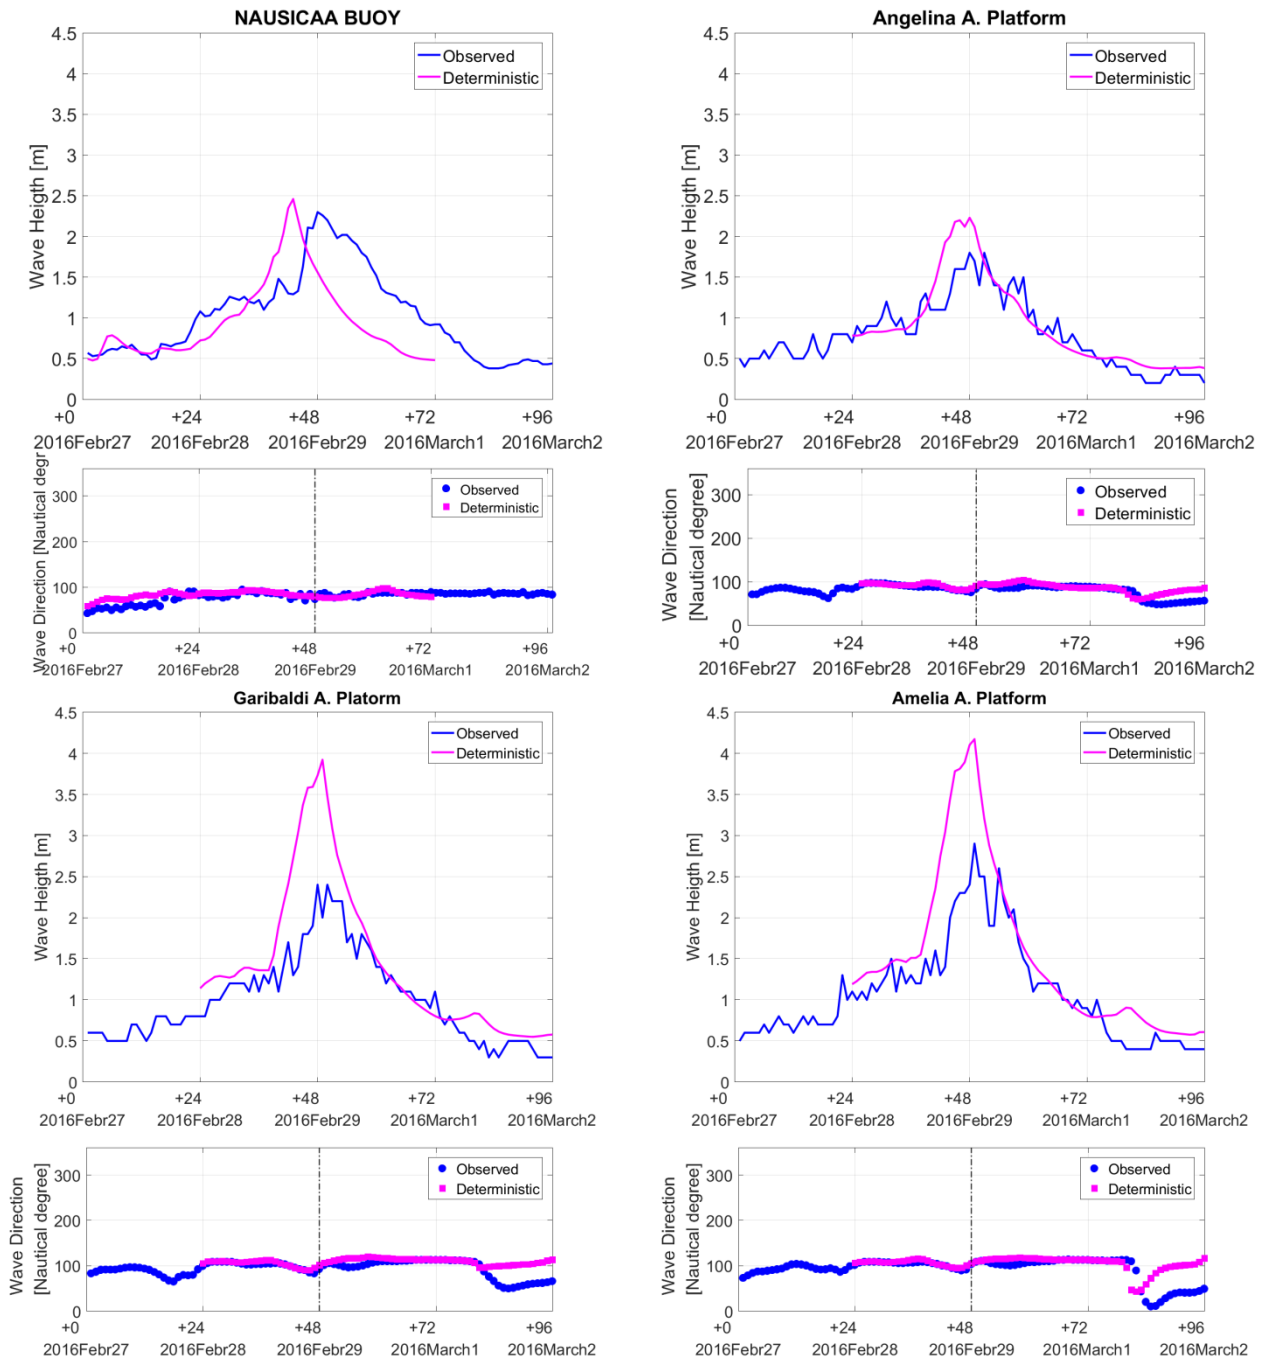 NAUSICAA BUOY
4.5
4
3.5
3
2.5
2
1.5
1
0.5
0
Wave Heigth [m]
Observed
Deterministic
+0 +24 +48 +72 +96
2016Febr27 2016Febr28 2016Febr29 2016March1 2016March2
Wave Direction [Nautical degr
300
200
100
0
Observed
Deterministic
+0 +24 +48 +72 +96
2016Febr27 2016Febr28 2016Febr29 2016March1 2016March2
Angelina A. Platform
4.5
4
3.5
3
2.5
2
1.5
1
0.5
0
Wave Heigth [m]
Observed
Deterministic
+0 +24 +48 +72 +96
2016Febr27 2016Febr28 2016Febr29 2016March1 2016March2
Wave Direction
[Nautical degree]
300
200
100
0
Observed
Deterministic
+0 +24 +48 +72 +96
2016Febr27 2016Febr28 2016Febr29 2016March1 2016March2
Garibaldi A. Platorm
4.5
4
3.5
3
2.5
2
1.5
1
0.5
0
Wave Heigth [m]
Observed
Deterministic
+0 +24 +48 +72 +96
2016Febr27 2016Febr28 2016Febr29 2016March1 2016March2
Wave Direction
[Nautical degree]
300
200
100
0
Observed
Deterministic
+0 +24 +48 +72 +96
2016Febr27 2016Febr28 2016Febr29 2016March1 2016March2
Amelia A. Platform
4.5
4
3.5
3
2.5
2
1.5
1
0.5
0
Wave Heigth [m]
Observed
Deterministic
+0 +24 +48 +72 +96
2016Febr27 2016Febr28 2016Febr29 2016March1 2016March2
Wave Direction
[Nautical degree]
300
200
100
0
Observed
Deterministic
+0 +24 +48 +72 +96
2016Febr27 2016Febr28 2016Febr29 2016March1 2016March2